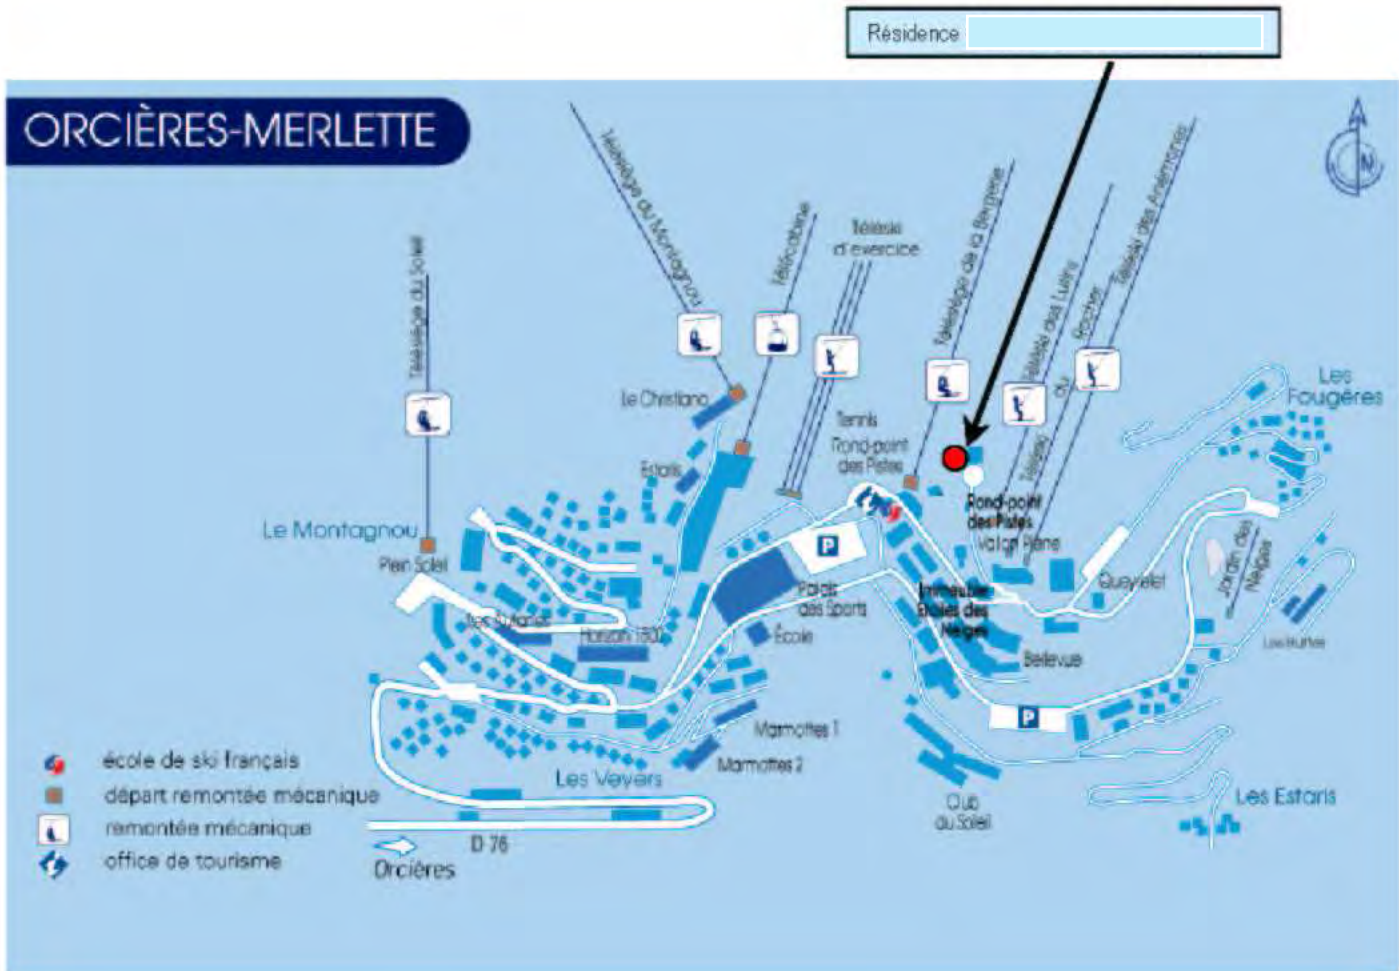 Résidence
ORCIÈRES-MERLETTE
N
Télésiège du Montagnou
Télécabine
Téléski
d'exercice
Télésiège de la Bergerie
Téléski des Lutins
Téléski du Rocher
Téléski des Anémones
Télésiège du Soleil
Le Christiana
Estaris
Tennis
Rond-point
des Pistes
Les
Fougères
Le Montagnou
Plein Soleil
Rond-point
des Pistes
Vallon Pierre
Queyrelet
Jardin des
Neiges
P
Palais
des Sports
Immeuble
Etoiles des
Neiges
Horizon 1800
École
Bellevue
P
Marmottes 1
Marmottes 2
Les Veyers
Club
du Soleil
Les Estaris
école de ski français
départ remontée mécanique
remontée mécanique
office de tourisme
D 76
Orcières